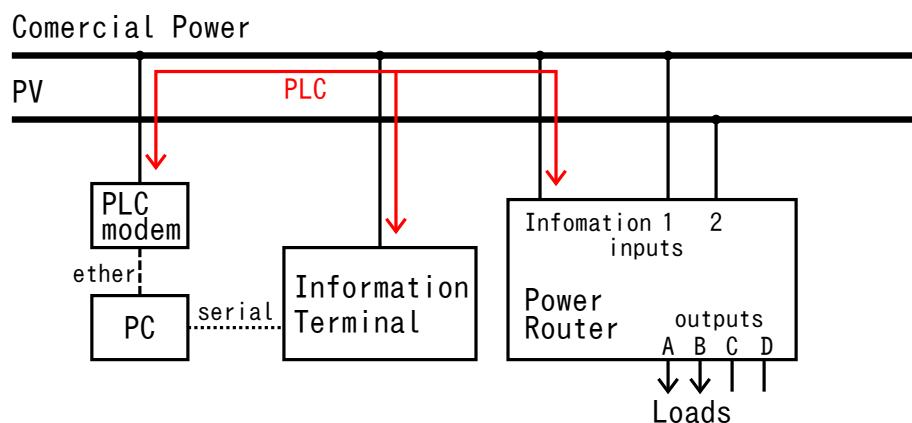 Comercial Power
PLC
PV
PLC
modem
Infomation 1 2
inputs
ether
Information
Terminal
serial
PC
Power
Router
outputs
A B C D
Loads